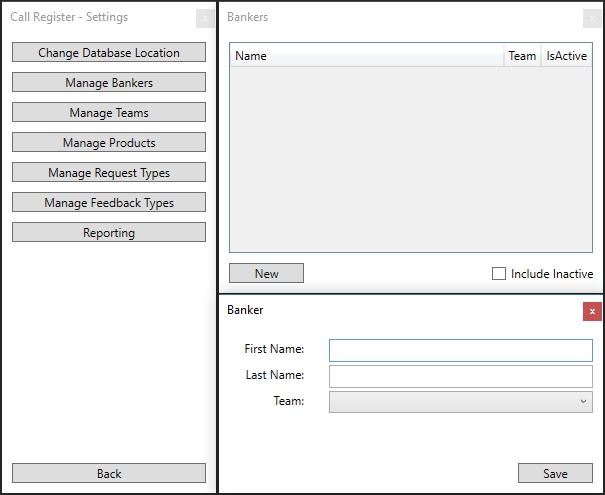 Call Register - Settings
x
Change Database Location
Manage Bankers
Manage Teams
Manage Products
Manage Request Types
Manage Feedback Types
Reporting
Back
Bankers
x
Name Team IsActive
New Include Inactive
Banker
x
First Name:
Last Name:
Team:
Save